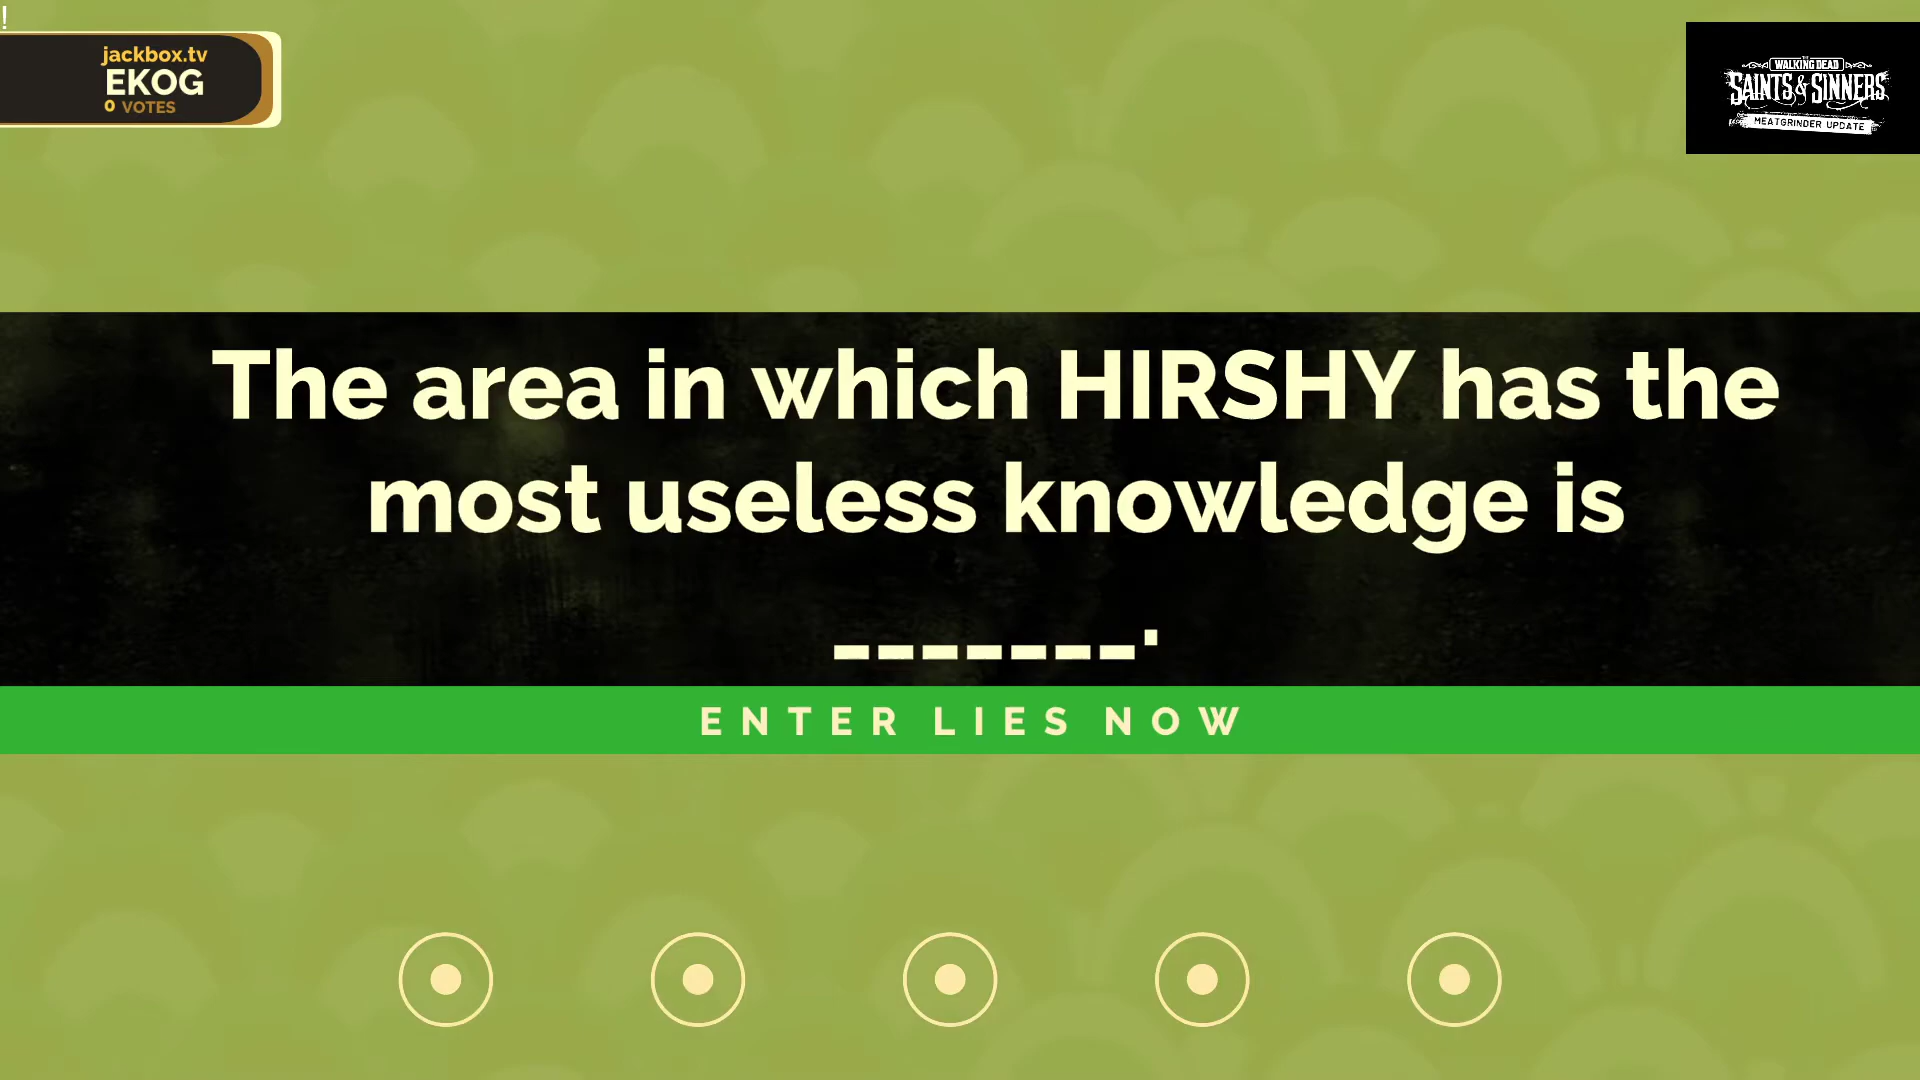 !
jackbox.tv
EKOG
0 VOTES
THE
WALKING DEAD
SAINTS & SINNERS
MEATGRINDER UPDATE
The area in which HIRSHY has the
most useless knowledge is
_______.
ENTER LIES NOW